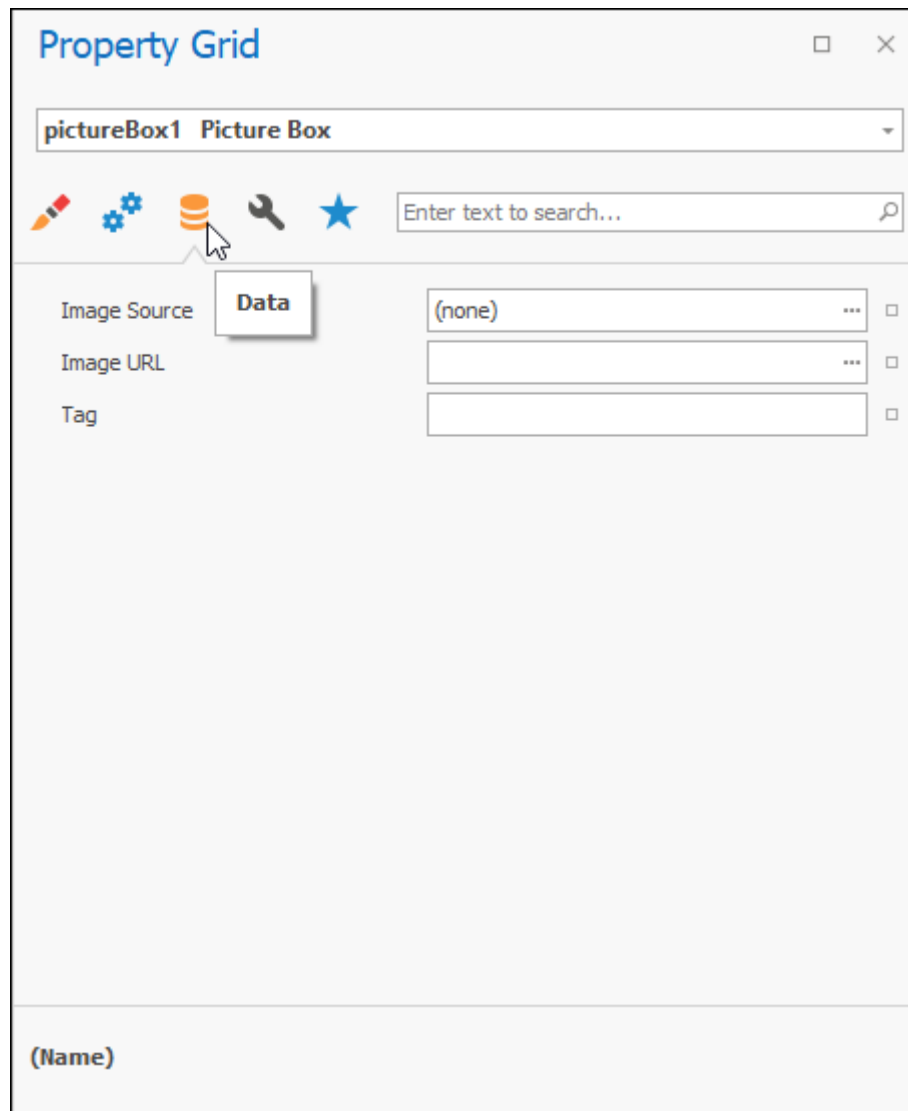 Property Grid
pictureBox1 Picture Box
Enter text to search...
Data
Image Source (none)
Image URL
Tag
(Name)